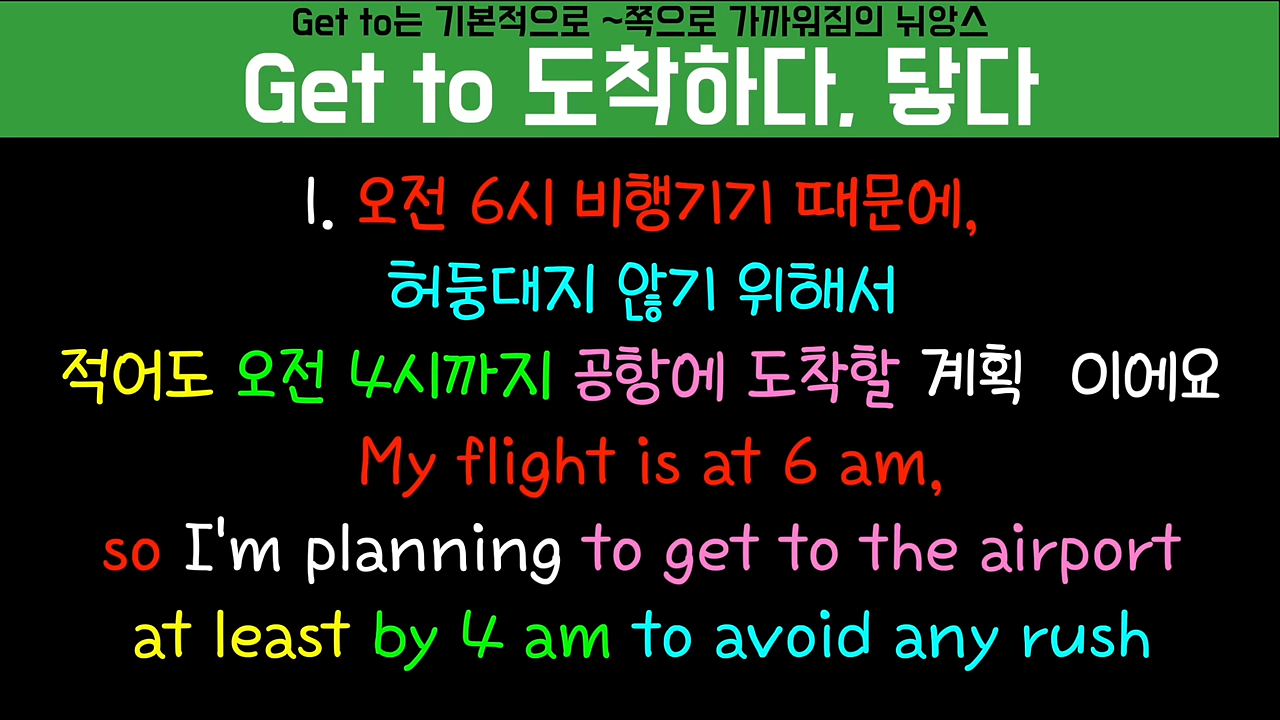 Get to는 기본적으로 ~쪽으로 가까워짐의 뉘앙스
Get to 도착하다, 닿다
1. 오전 6시 비행기기 때문에,
허둥대지 않기 위해서
적어도 오전 4시까지 공항에 도착할 계획 이에요
My flight is at 6 am,
so I'm planning to get to the airport
at least by 4 am to avoid any rush